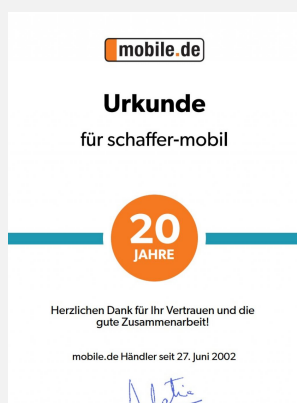 mobile.de
Urkunde
für schaffer-mobil
20
JAHRE
Herzlichen Dank für Ihr Vertrauen und die
gute Zusammenarbeit!
mobile.de Händler seit 27. Juni 2002